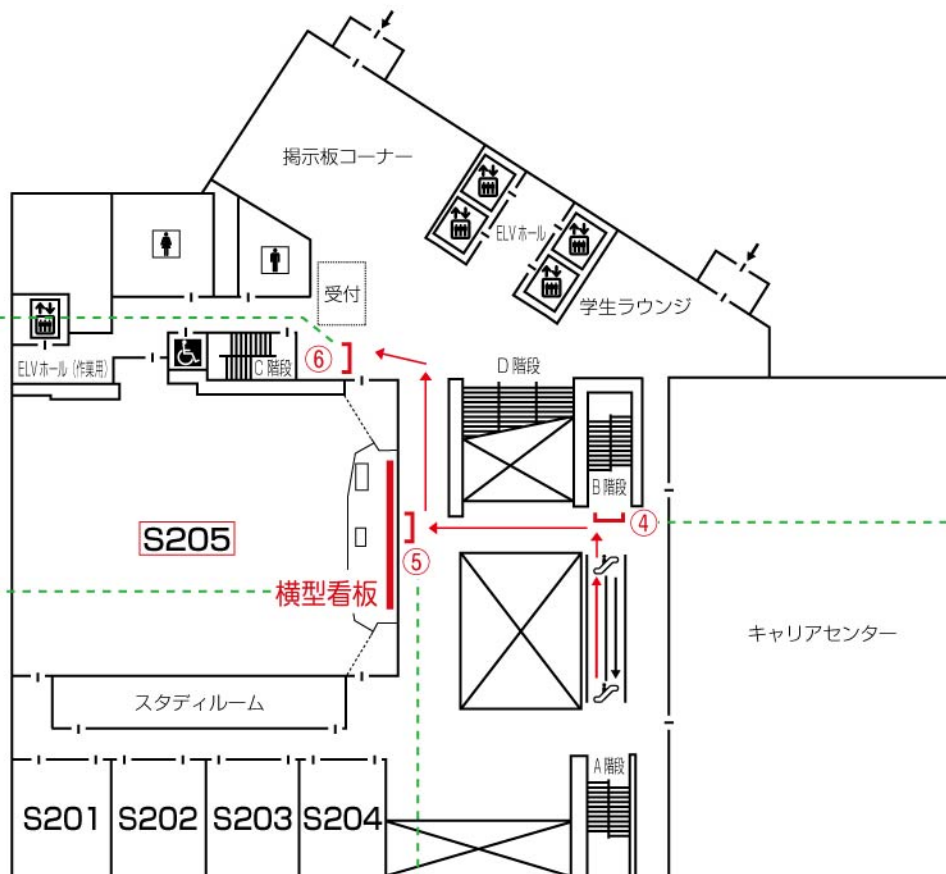 掲示板コーナー
ELVホール
学生ラウンジ
受付
ELVホール (作業用)
C階段
⑥
D階段
B階段
④
S205
⑤
横型看板
キャリアセンター
スタディルーム
A階段
S201
S202
S203
S204